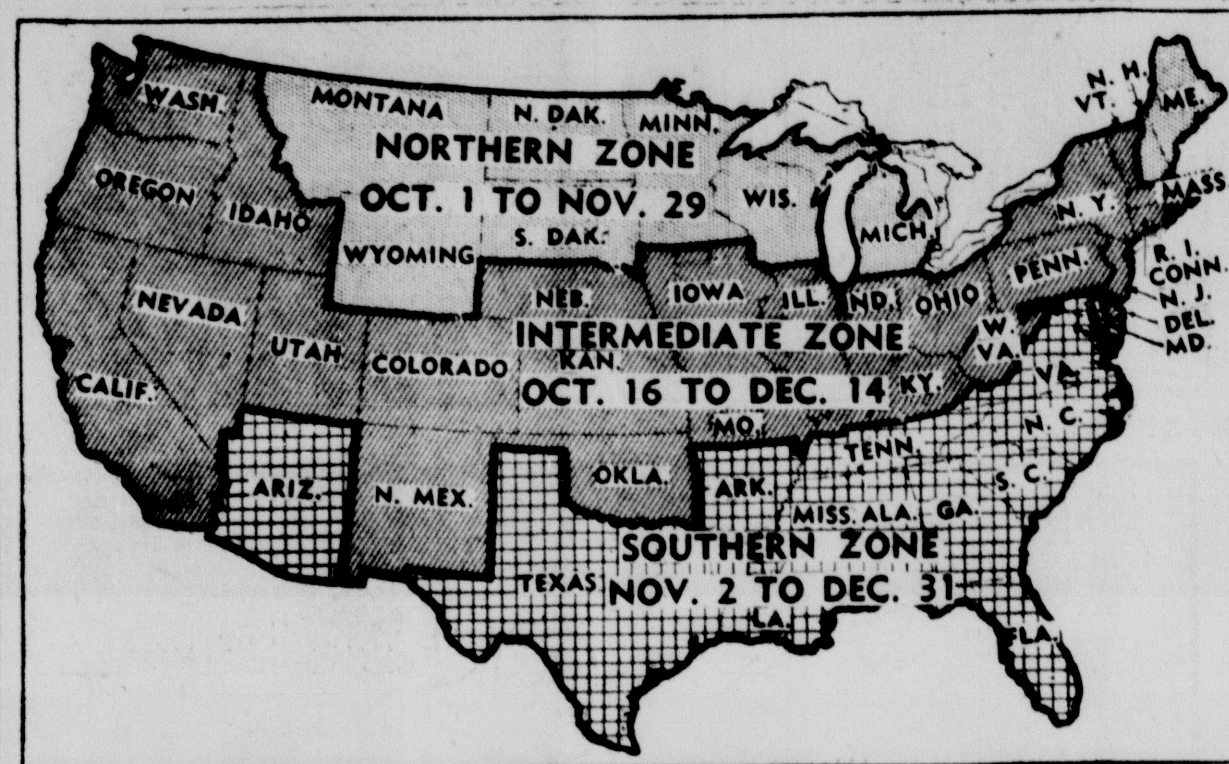 N. H.
VT.
ME.
WASH.
MONTANA
N. DAK.
MINN.
NORTHERN ZONE
OREGON
IDAHO
OCT. 1 TO NOV. 29
WIS.
MASS
N. Y.
S. DAK.
MICH.
WYOMING
PENN.
R. I.
CONN.
N. J.
DEL.
MD.
NEVADA
NEB.
IOWA
ILL.
IND.
OHIO
INTERMEDIATE ZONE
W.
VA.
UTAH
COLORADO
KAN.
OCT. 16 TO DEC. 14
KY.
VA.
CALIF.
MO.
N. C.
TENN.
ARIZ.
N. MEX.
OKLA.
ARK.
S. C.
MISS. ALA. GA.
SOUTHERN ZONE
TEXAS
NOV. 2 TO DEC. 31
LA.
FLA.